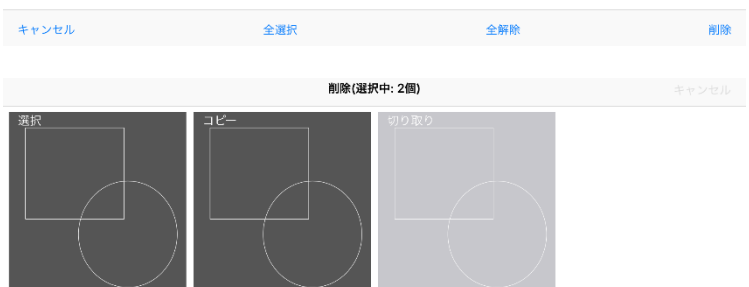 キャンセル 全選択 全解除 削除
削除(選択中: 2個) キャンセル
選択 コピー 切り取り